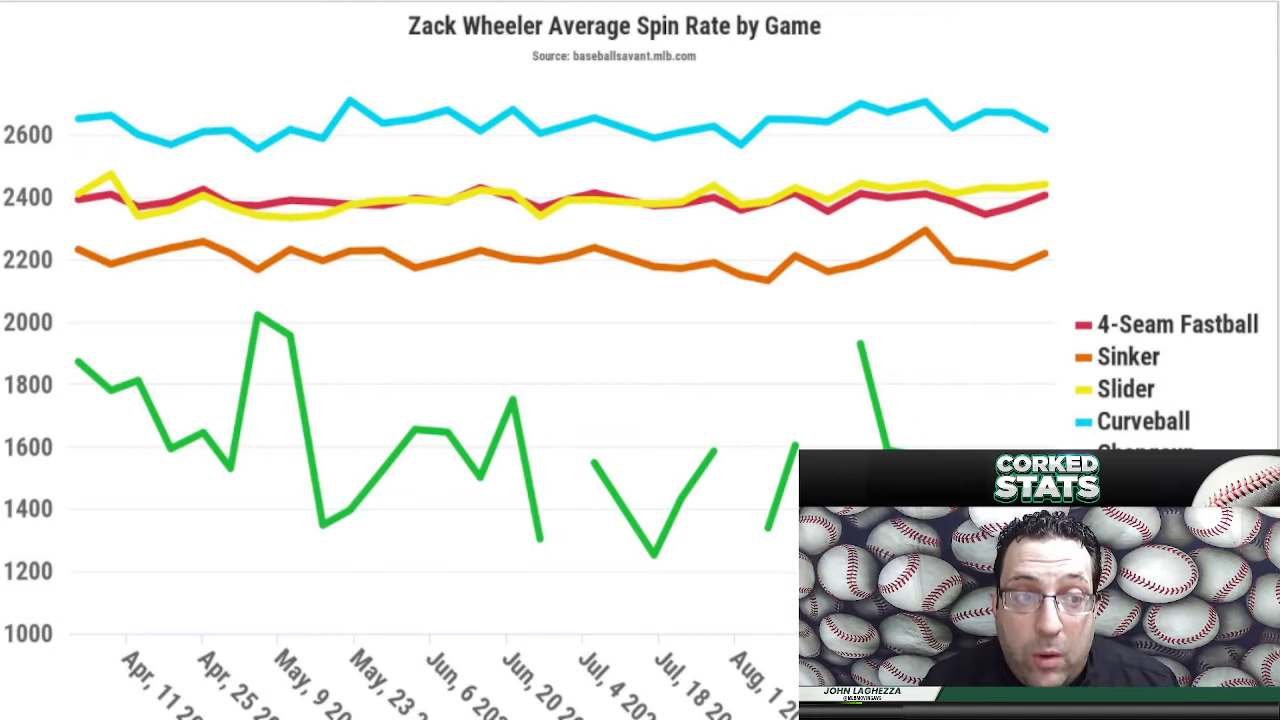 Zack Wheeler Average Spin Rate by Game
Source: baseballsavant.mlb.com
2600
2400
2200
2000
1800
1600
1400
1200
1000
4-Seam Fastball
Sinker
Slider
Curveball
Apr, 11 20
Apr, 25 20
May, 9 20
May, 23
Jun, 6 20
Jun, 20 20
Jul, 4 20
Jul, 18 20
Aug, 1 20
CORKED
STATS
JOHN LAGHEZZA